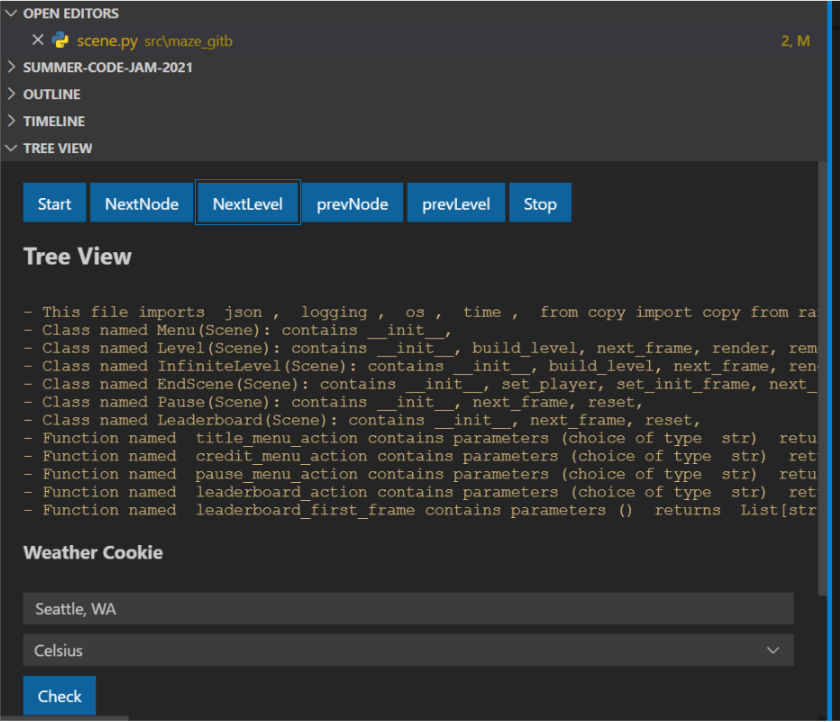 OPEN EDITORS
scene.py src\maze_gitb 2, M
SUMMER-CODE-JAM-2021
OUTLINE
TIMELINE
TREE VIEW
Start NextNode NextLevel prevNode prevLevel Stop
Tree View
- This file imports  json ,  logging ,  os ,  time ,  from copy import copy from ra
- Class named Menu(Scene): contains __init__,
- Class named Level(Scene): contains __init__, build_level, next_frame, render, rem
- Class named InfiniteLevel(Scene): contains __init__, build_level, next_frame, ren
- Class named EndScene(Scene): contains __init__, set_player, set_init_frame, next_
- Class named Pause(Scene): contains __init__, next_frame, reset,
- Class named Leaderboard(Scene): contains __init__, next_frame, reset,
- Function named  title_menu_action contains parameters (choice of type  str)  retu
- Function named  credit_menu_action contains parameters (choice of type  str)  ret
- Function named  pause_menu_action contains parameters (choice of type  str)  retu
- Function named  leaderboard_action contains parameters (choice of type  str)  ret
- Function named  leaderboard_first_frame contains parameters ()  returns  List[str
Weather Cookie
Seattle, WA
Celsius
Check